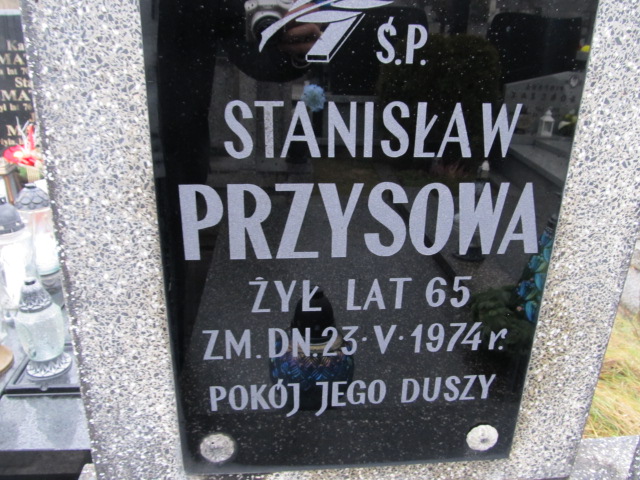 Ś.P.
STANISŁAW
PRZYSOWA
ŻYŁ LAT 65
ZM. DN. 23·V·1974 r.
POKÓJ JEGO DUSZY